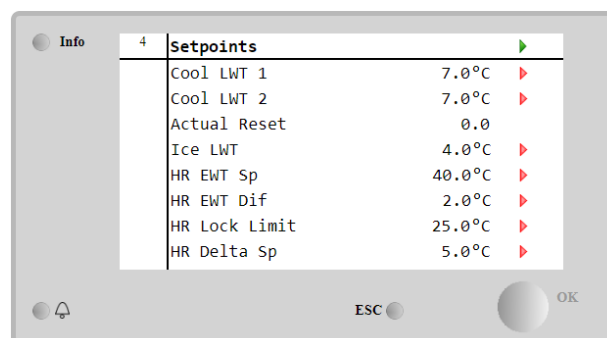 Info
4 Setpoints
Cool LWT 1 7.0°C
Cool LWT 2 7.0°C
Actual Reset 0.0
Ice LWT 4.0°C
HR EWT Sp 40.0°C
HR EWT Dif 2.0°C
HR Lock Limit 25.0°C
HR Delta Sp 5.0°C
ESC
OK